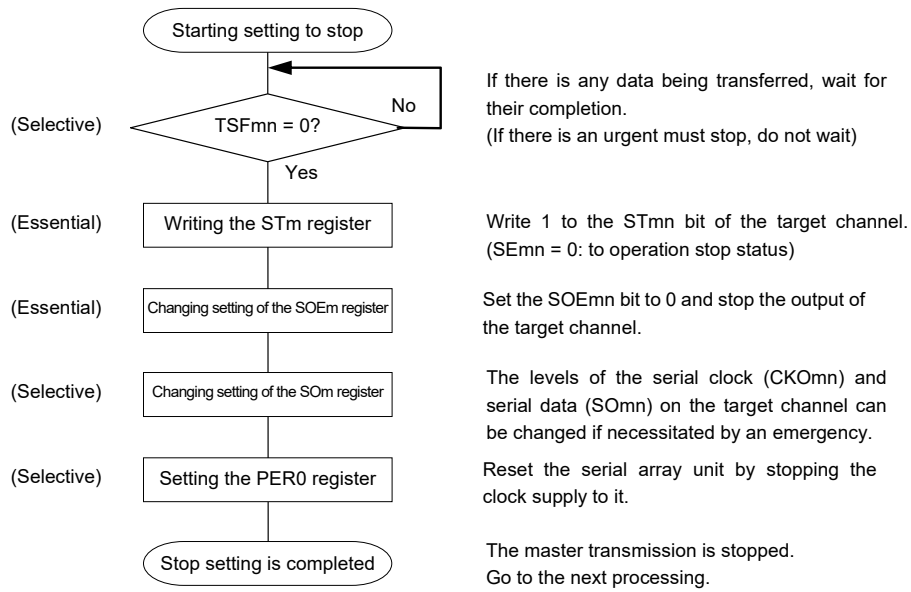 Starting setting to stop
If there is any data being transferred, wait for
their completion.
(If there is an urgent must stop, do not wait)
(Selective)
TSFmn = 0?
No
Yes
(Essential)
Writing the STm register
Write 1 to the STmn bit of the target channel.
(SEmn = 0: to operation stop status)
(Essential)
Changing setting of the SOEm register
Set the SOEmn bit to 0 and stop the output of
the target channel.
(Selective)
Changing setting of the SOm register
The levels of the serial clock (CKOmn) and
serial data (SOmn) on the target channel can
be changed if necessitated by an emergency.
(Selective)
Setting the PER0 register
Reset the serial array unit by stopping the
clock supply to it.
Stop setting is completed
The master transmission is stopped.
Go to the next processing.